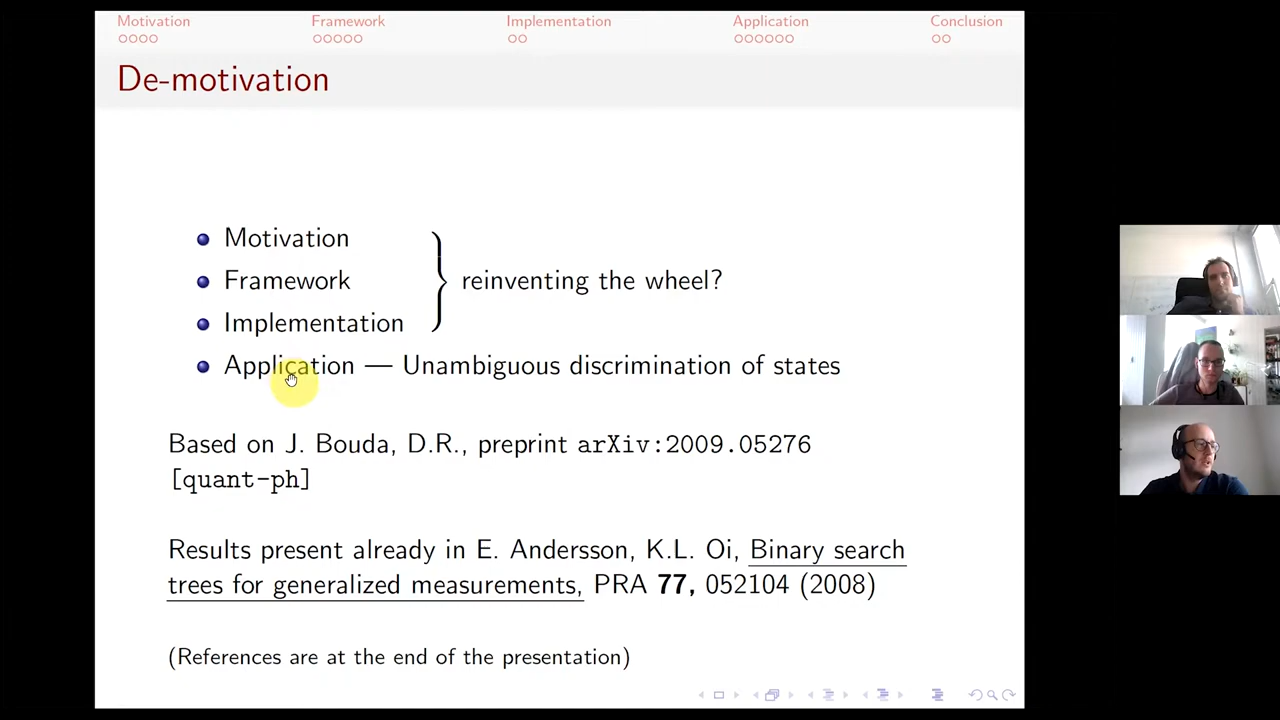 Motivation Framework Implementation Application Conclusion
De-motivation
Motivation
Framework
Implementation
reinventing the wheel?
Application — Unambiguous discrimination of states
Based on J. Bouda, D.R., preprint arXiv:2009.05276
[quant-ph]
Results present already in E. Andersson, K.L. Oi, Binary search
trees for generalized measurements, PRA 77, 052104 (2008)
(References are at the end of the presentation)